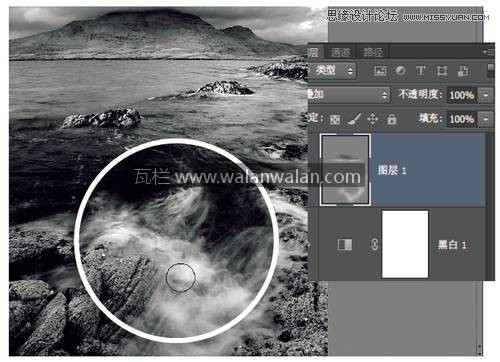 思缘设计论坛 WWW.MISSYUAN.COM
层 通道 路径
类型
叠加 不透明度: 100%
定: 填充: 100%
图层 1
瓦栏 www.walanwalan.com
黑白 1